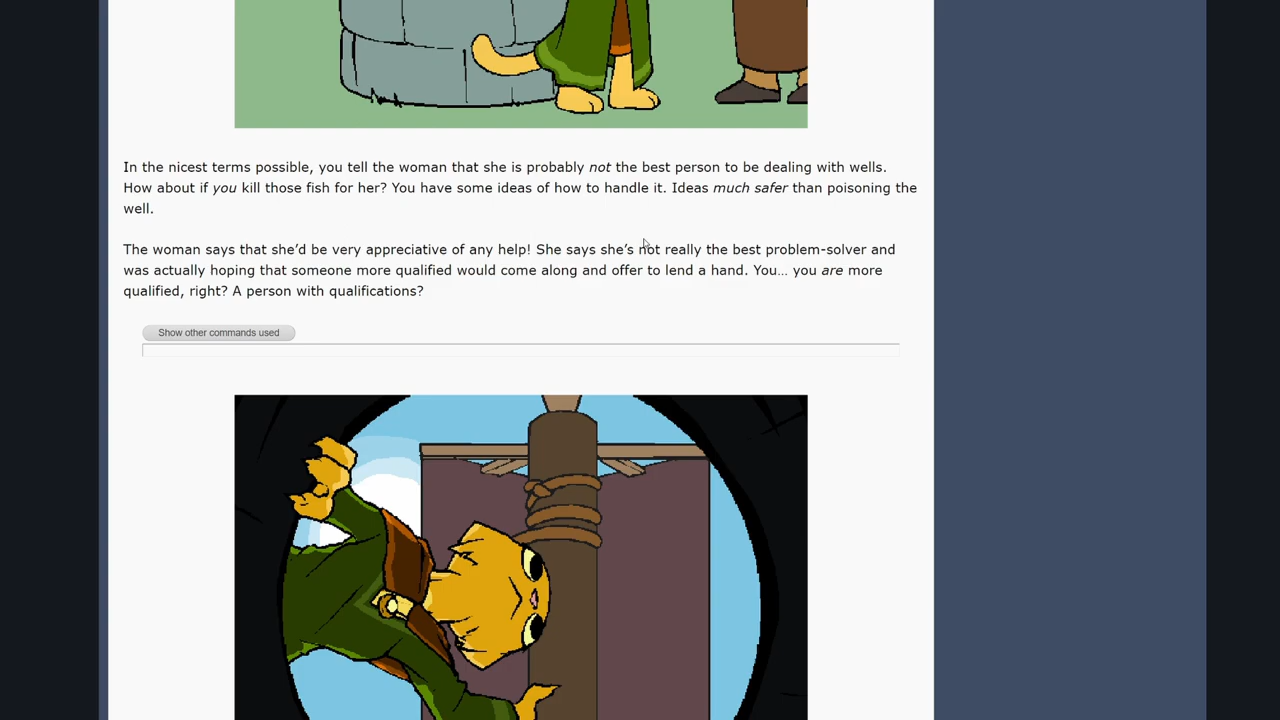 In the nicest terms possible, you tell the woman that she is probably not the best person to be dealing with wells.
How about if you kill those fish for her? You have some ideas of how to handle it. Ideas much safer than poisoning the
well.
The woman says that she’d be very appreciative of any help! She says she’s not really the best problem-solver and
was actually hoping that someone more qualified would come along and offer to lend a hand. You… you are more
qualified, right? A person with qualifications?
Show other commands used